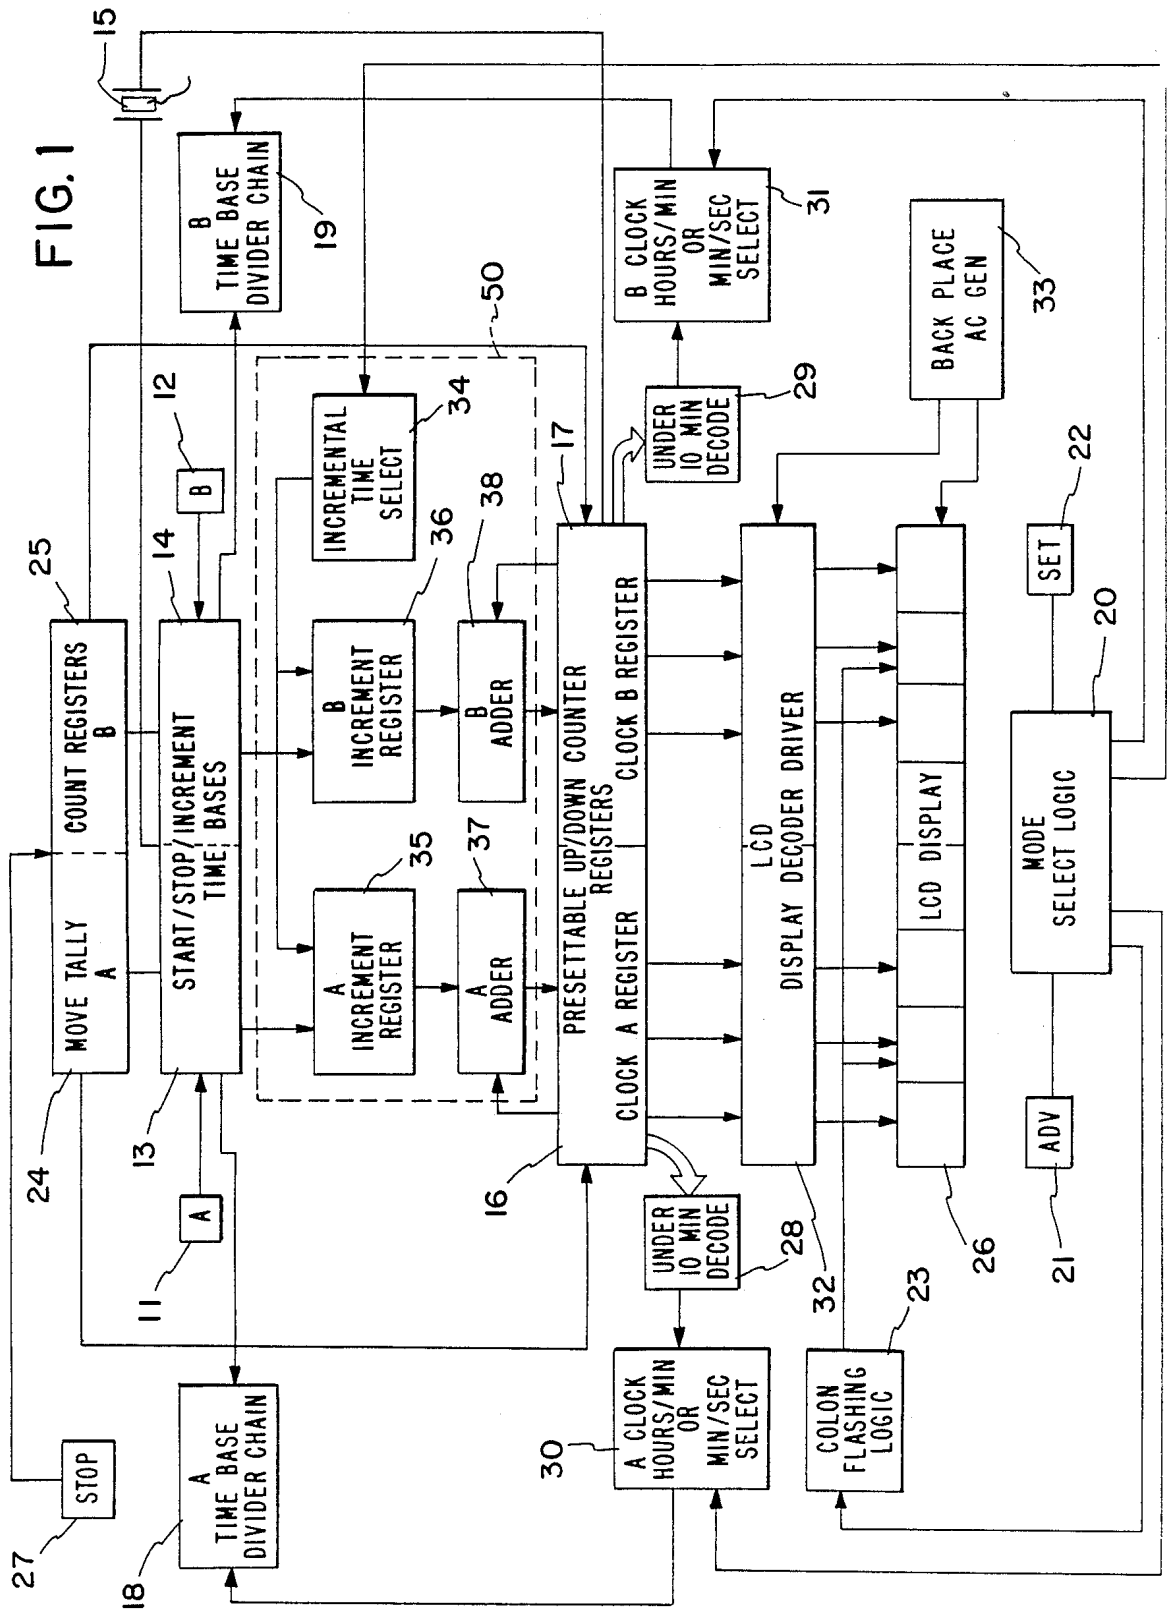 FIG. 1
15
27
STOP
24
MOVE TALLY
A
COUNT REGISTERS
B
25
11
A
13
START/STOP/INCREMENT
TIME BASES
14
12
B
18
A
TIME BASE
DIVIDER CHAIN
B
TIME BASE
DIVIDER CHAIN
19
50
A
INCREMENT
REGISTER
35
B
INCREMENT
REGISTER
36
INCREMENTAL
TIME
SELECT
34
A
ADDER
37
B
ADDER
38
16
PRESETTABLE UP/DOWN COUNTER
REGISTERS
CLOCK A REGISTER
CLOCK B REGISTER
17
30
A CLOCK
HOURS/MIN
OR
MIN/SEC
SELECT
UNDER
10 MIN
DECODE
28
UNDER
10 MIN
DECODE
29
B CLOCK
HOURS/MIN
OR
MIN/SEC
SELECT
31
32
LCD
DISPLAY DECODER DRIVER
COLON
FLASHING
LOGIC
23
26
LCD DISPLAY
BACK PLACE
AC GEN
33
21
ADV
MODE
SELECT LOGIC
20
SET
22